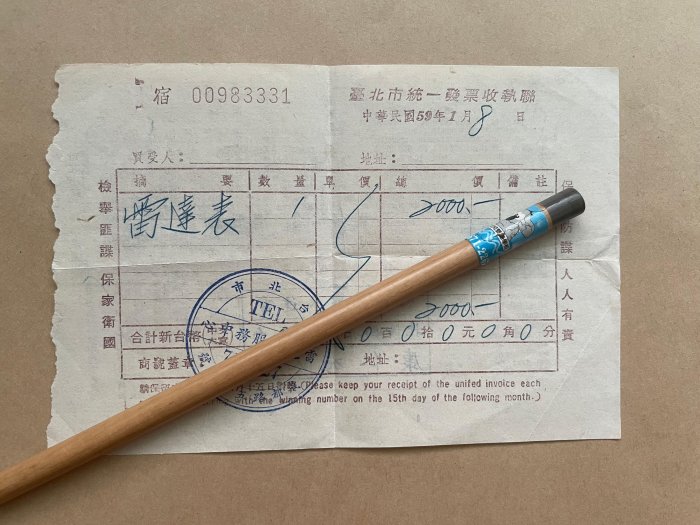 宿 00983331
臺北市統一發票收執聯
中華民國59年1月8日
買受人：
地址：
摘要 數量 單價 總價 備註
雷達表 1 2000.-
2000.-
合計新台幣
百0拾0元0角0分
商號蓋章
地址：
檢舉匪諜 保家衛國
保
防諜 人人有責
台北市
TEL
(Please keep your receipt of the unifed invoice each
winning number on the 15th day of the following month.)